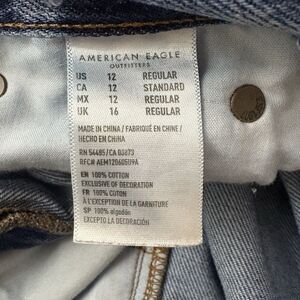 AMERICAN EAGLE
OUTFITTERS
US 12 REGULAR
CA 12 STANDARD
MX 12 REGULAR
UK 16 REGULAR
MADE IN CHINA / FABRIQUÉ EN CHINE /
HECHO EN CHINA
RN 54485/CA 03873
RFC# AEM120605U9A
EN 100% COTTON
EXCLUSIVE OF DECORATION
FR 100% COTON
À L'EXCEPTION DE LA GARNITURE
SP 100% algodón
EXCEPTO LA DECORACIÓN